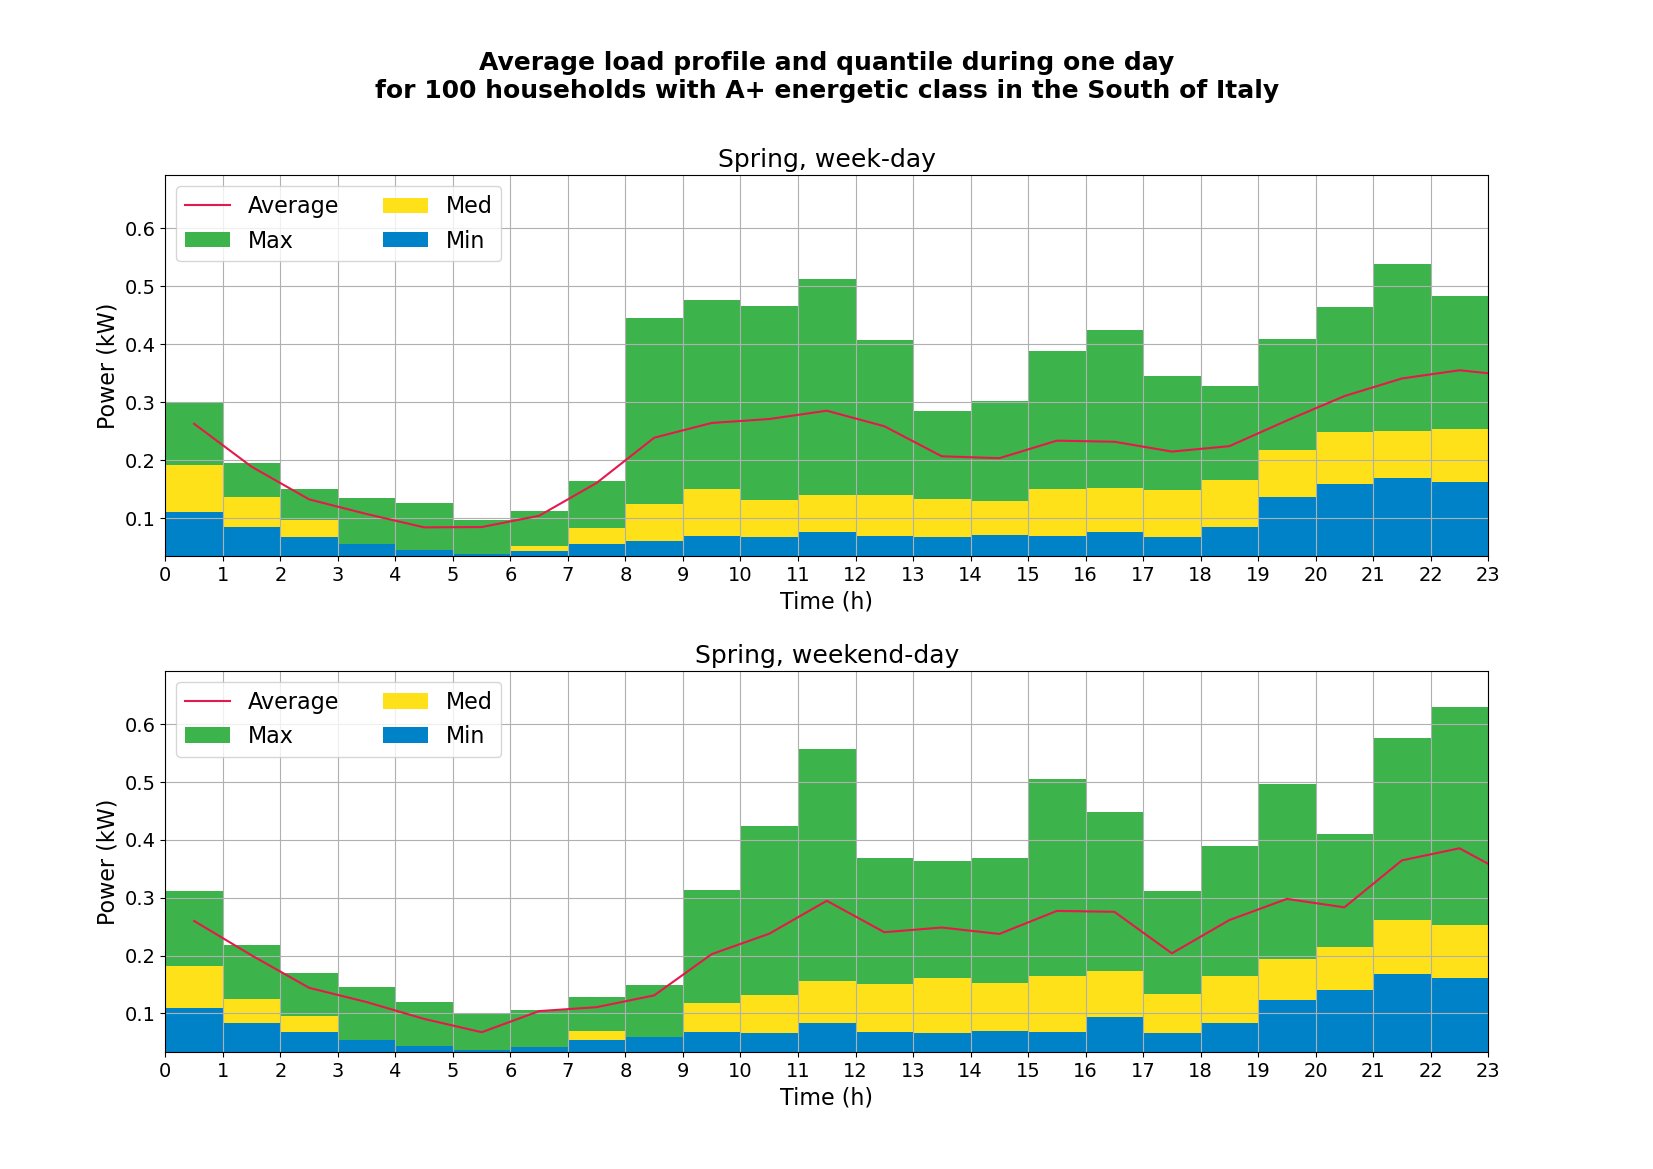 Average load profile and quantile during one day
for 100 households with A+ energetic class in the South of Italy
Spring, week-day
Average Med
Max Min
Power (kW)
0.6
0.5
0.4
0.3
0.2
0.1
0 1 2 3 4 5 6 7 8 9 10 11 12 13 14 15 16 17 18 19 20 21 22 23
Time (h)
Spring, weekend-day
Average Med
Max Min
Power (kW)
0.6
0.5
0.4
0.3
0.2
0.1
0 1 2 3 4 5 6 7 8 9 10 11 12 13 14 15 16 17 18 19 20 21 22 23
Time (h)